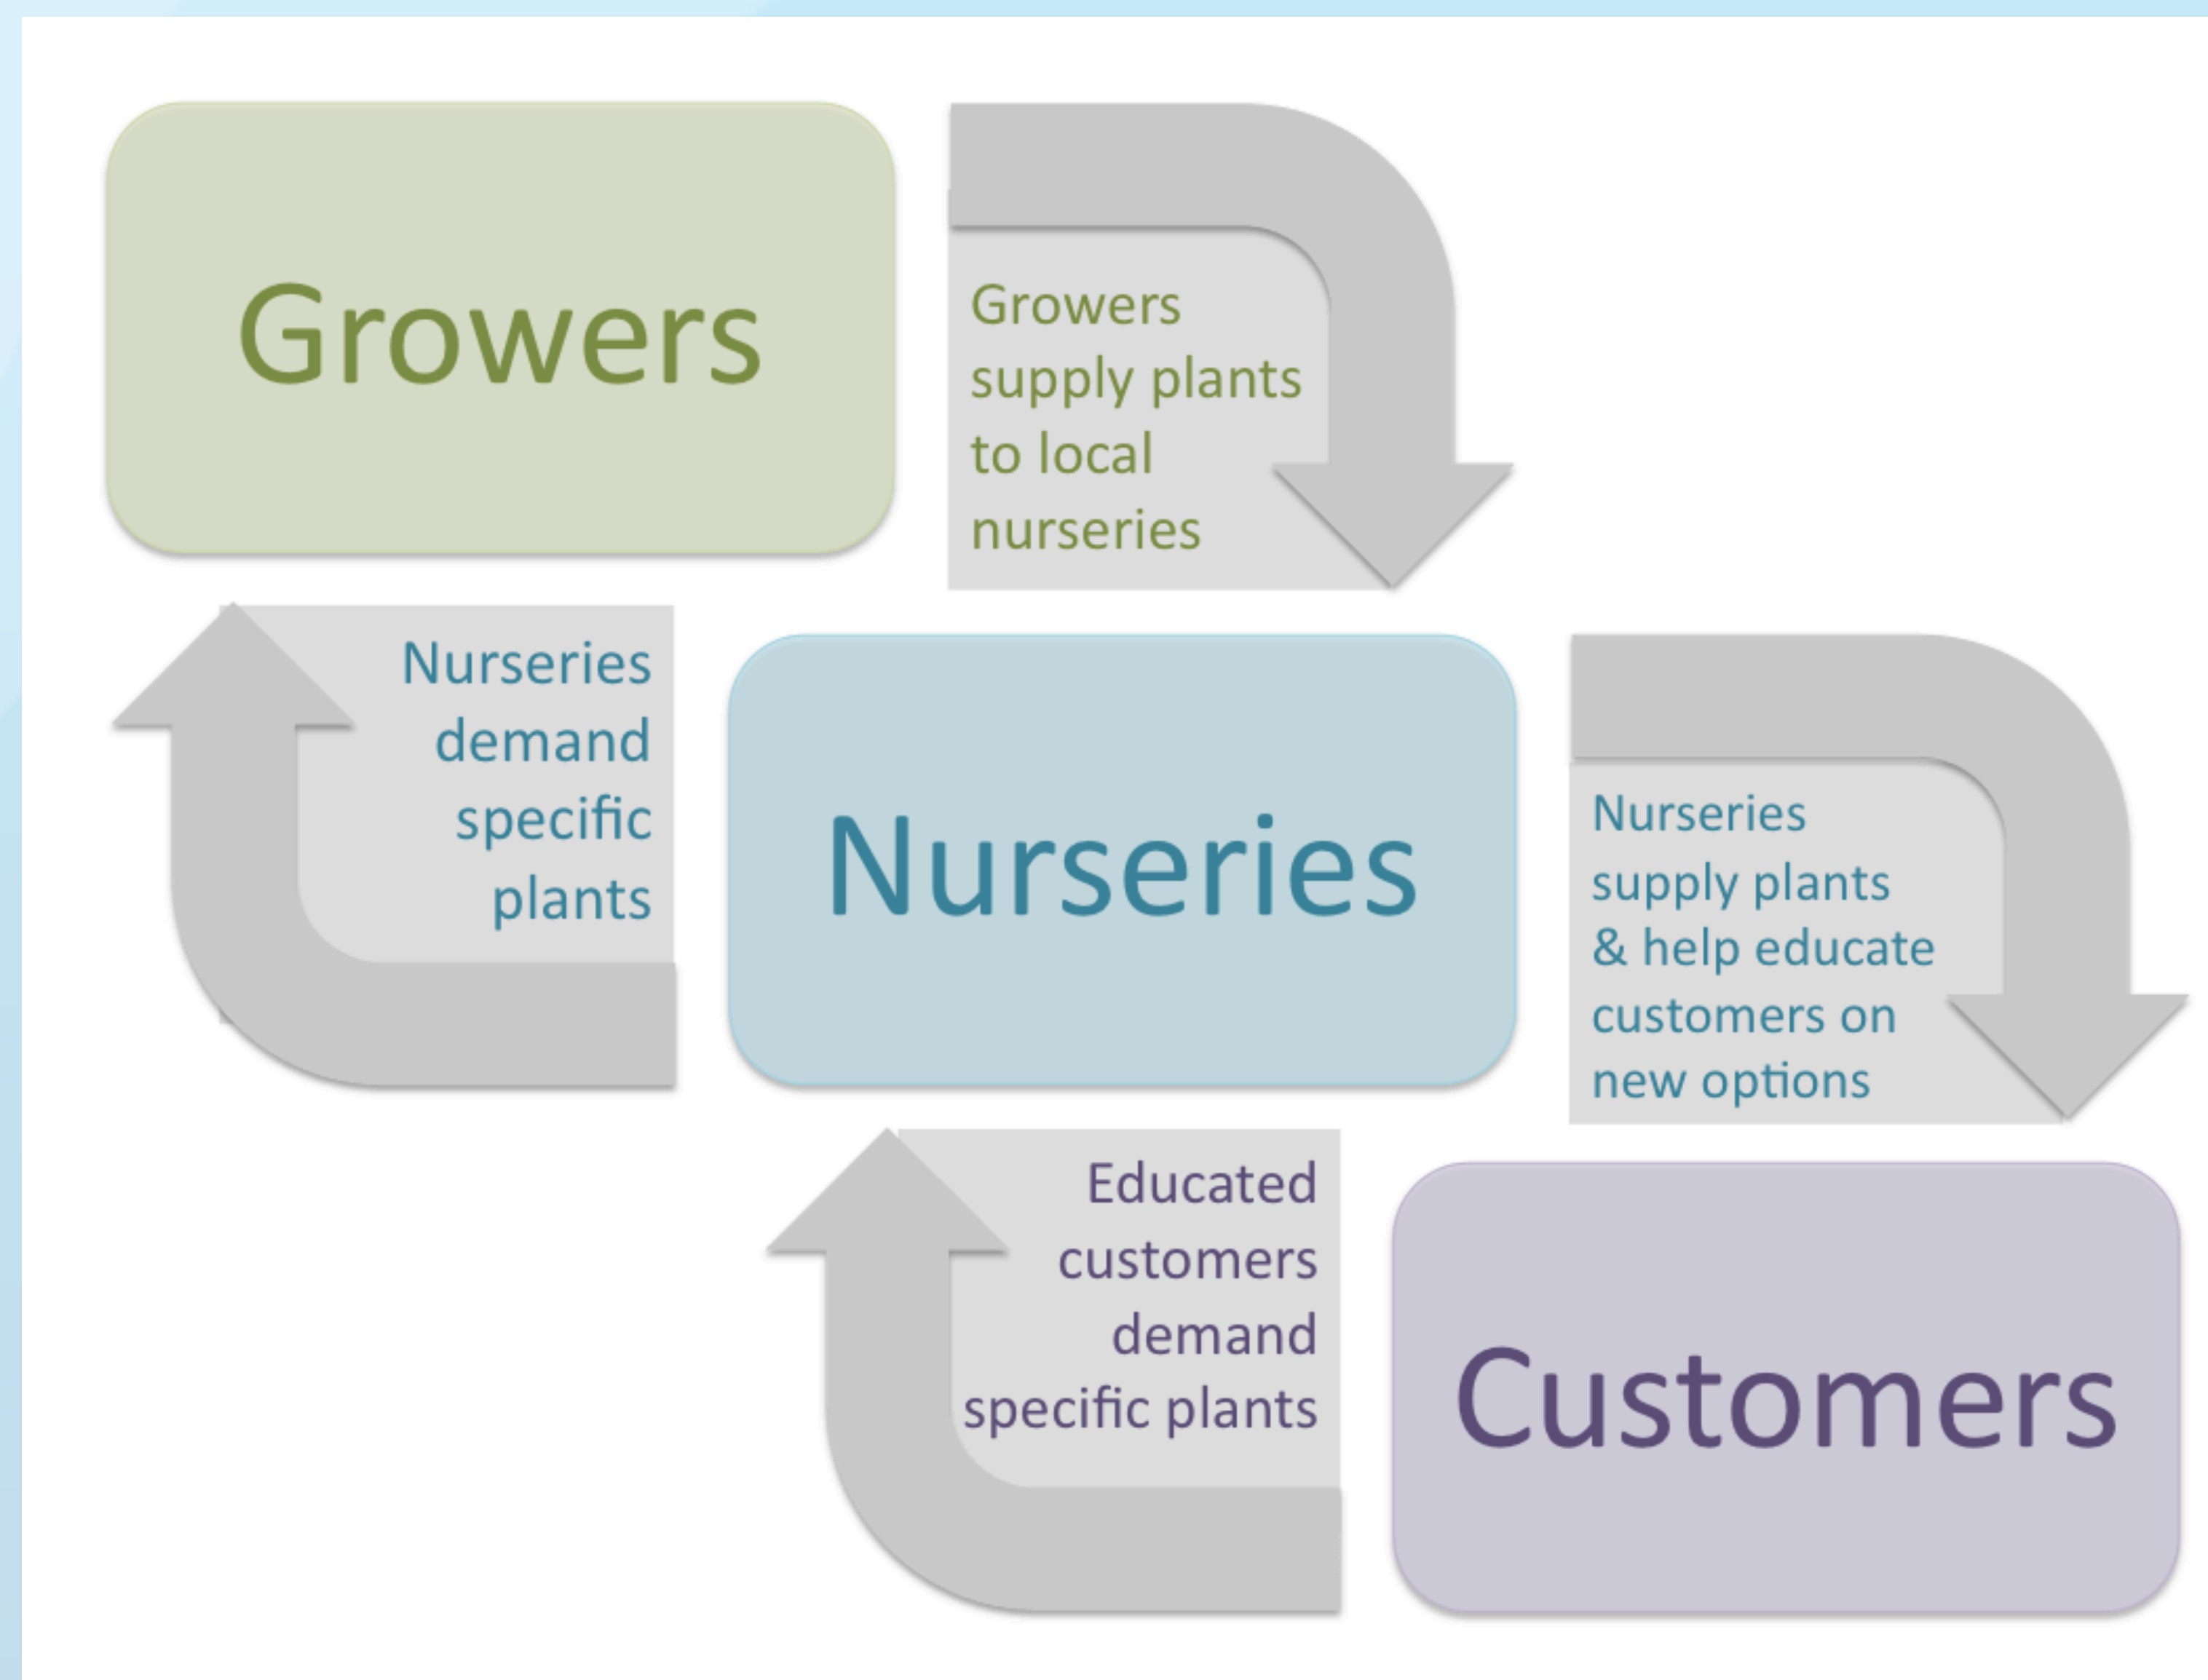 Growers
Growers
supply plants
to local
nurseries
Nurseries
demand
specific
plants
Nurseries
Nurseries
supply plants
& help educate
customers on
new options
Educated
customers
demand
specific plants
Customers